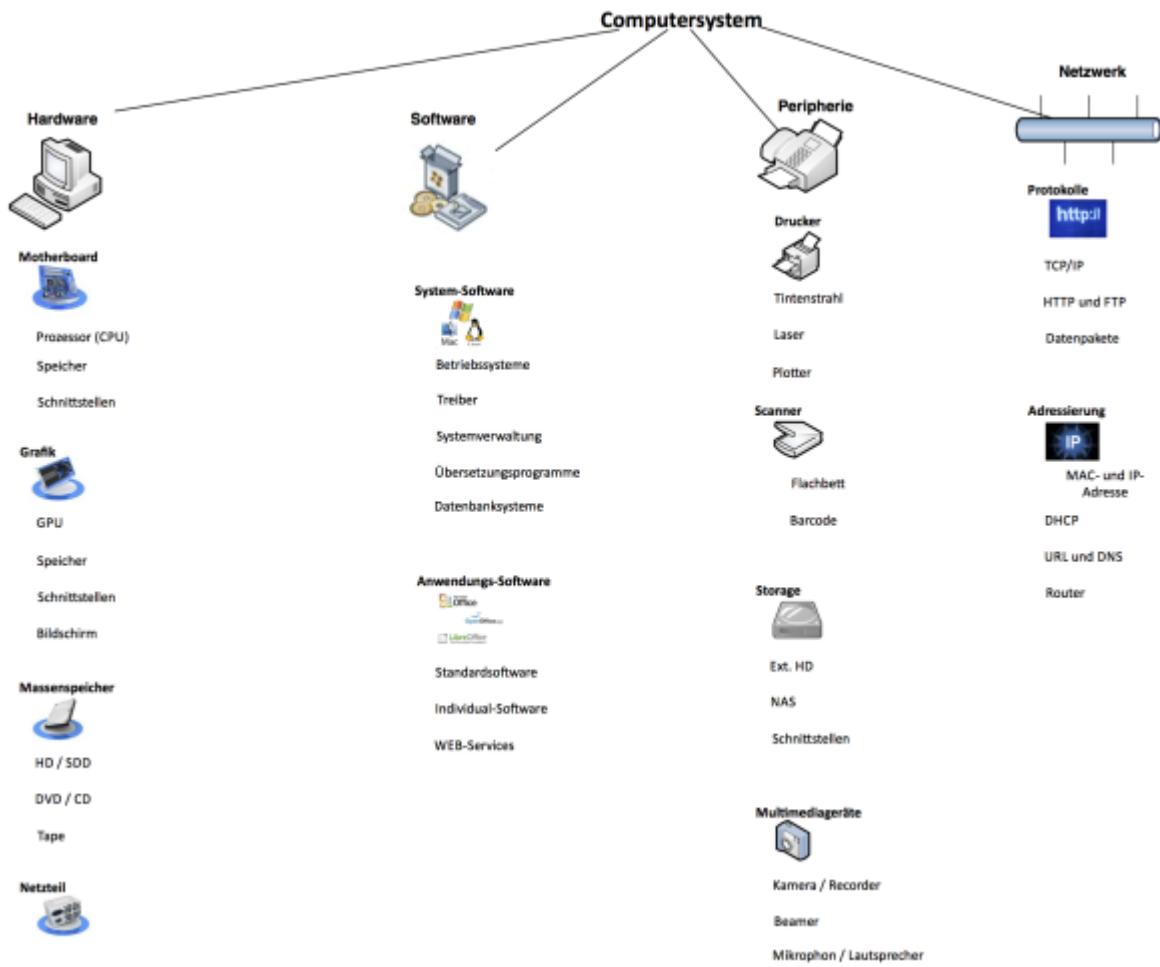 Computersystem
Hardware
Motherboard
Prozessor (CPU)
Speicher
Schnittstellen
Grafik
GPU
Speicher
Schnittstellen
Bildschirm
Massenspeicher
HD / SDD
DVD / CD
Tape
Netzteil
Software
System-Software
Mac
Betriebssysteme
Treiber
Systemverwaltung
Übersetzungsprogramme
Datenbanksysteme
Anwendungs-Software
Office
OpenOffice
LibreOffice
Standardsoftware
Individual-Software
WEB-Services
Peripherie
Drucker
Tintenstrahl
Laser
Plotter
Scanner
Flachbett
Barcode
Storage
Ext. HD
NAS
Schnittstellen
Multimediageräte
Kamera / Recorder
Beamer
Mikrophon / Lautsprecher
Netzwerk
Protokolle
http://
TCP/IP
HTTP und FTP
Datenpakete
Adressierung
IP
MAC- und IP-
Adresse
DHCP
URL und DNS
Router